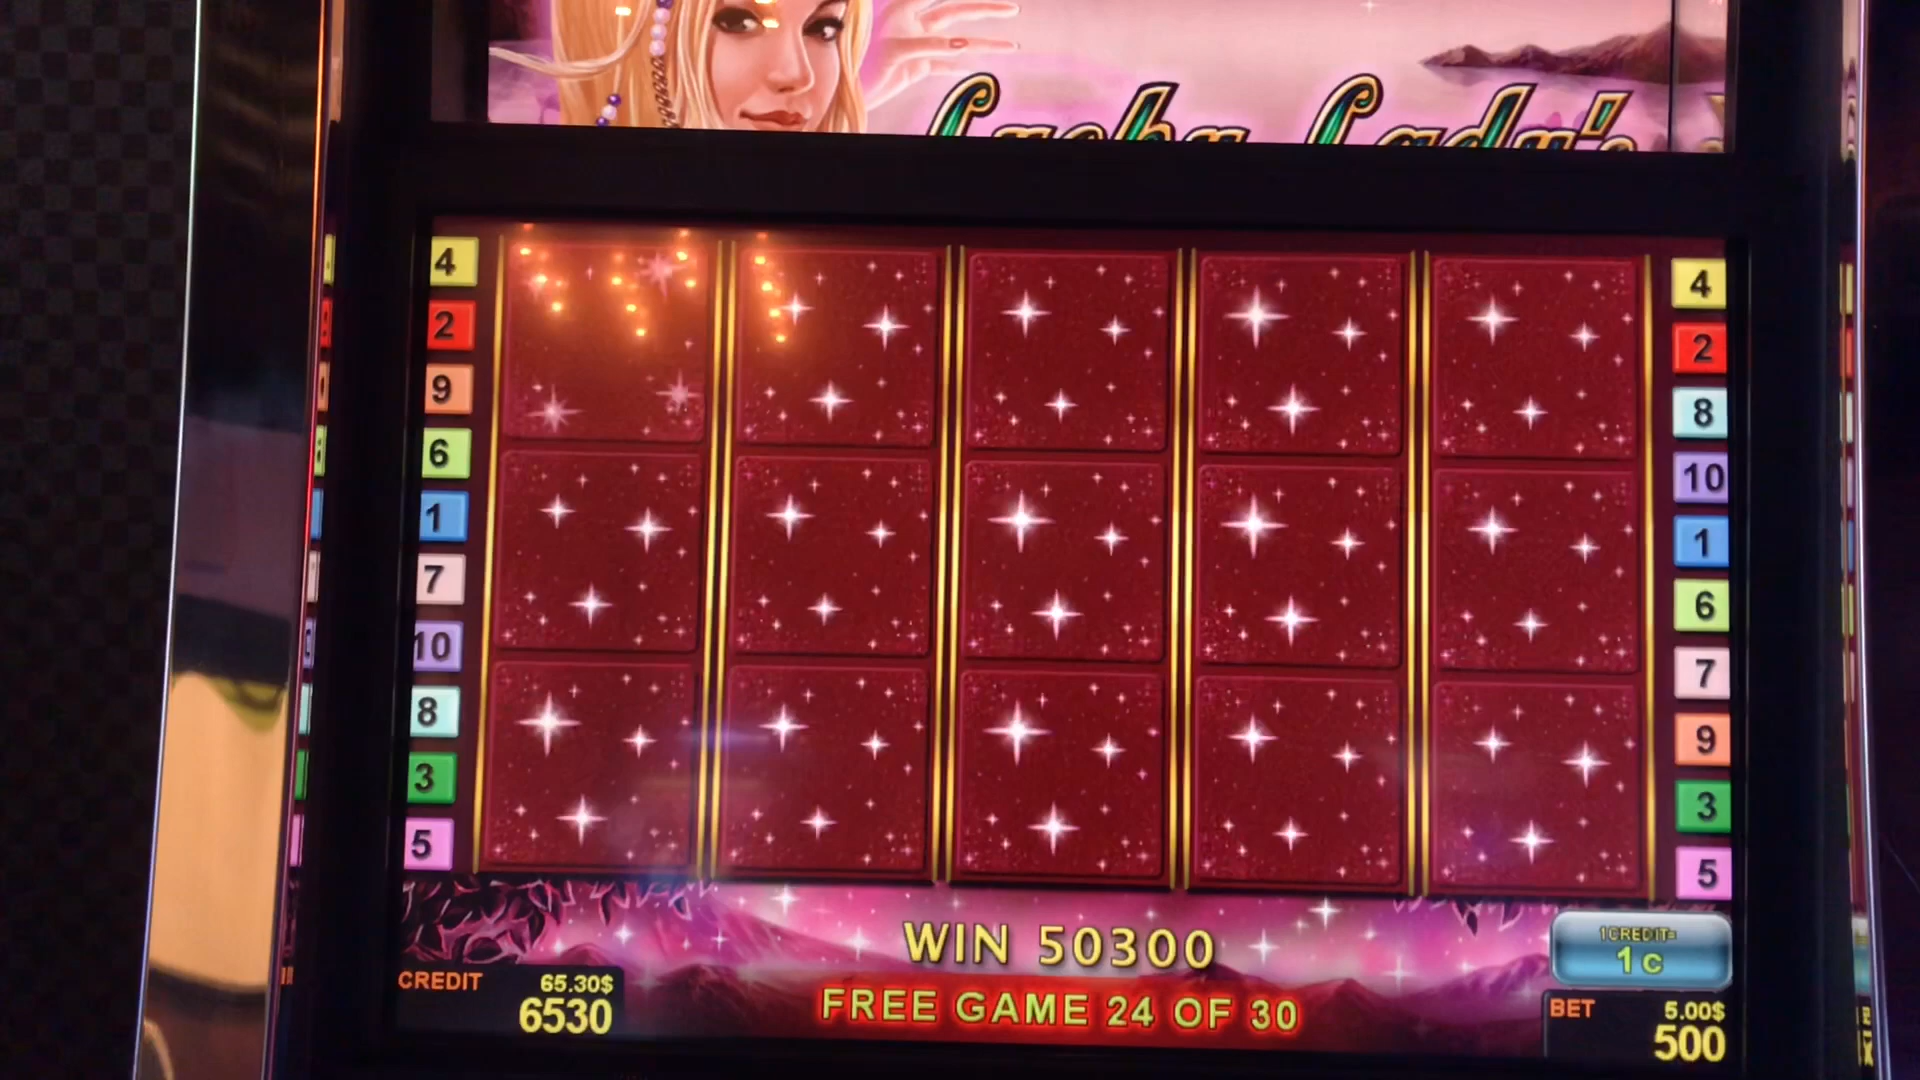 Lucky Lady's
4 4
2 2
9 8
6 10
1 1
7 6
10 7
8 9
3 3
5 5
WIN 50300
1 CREDIT=
1 C
CREDIT 65.30$
6530
FREE GAME 24 OF 30
BET 5.00$
500